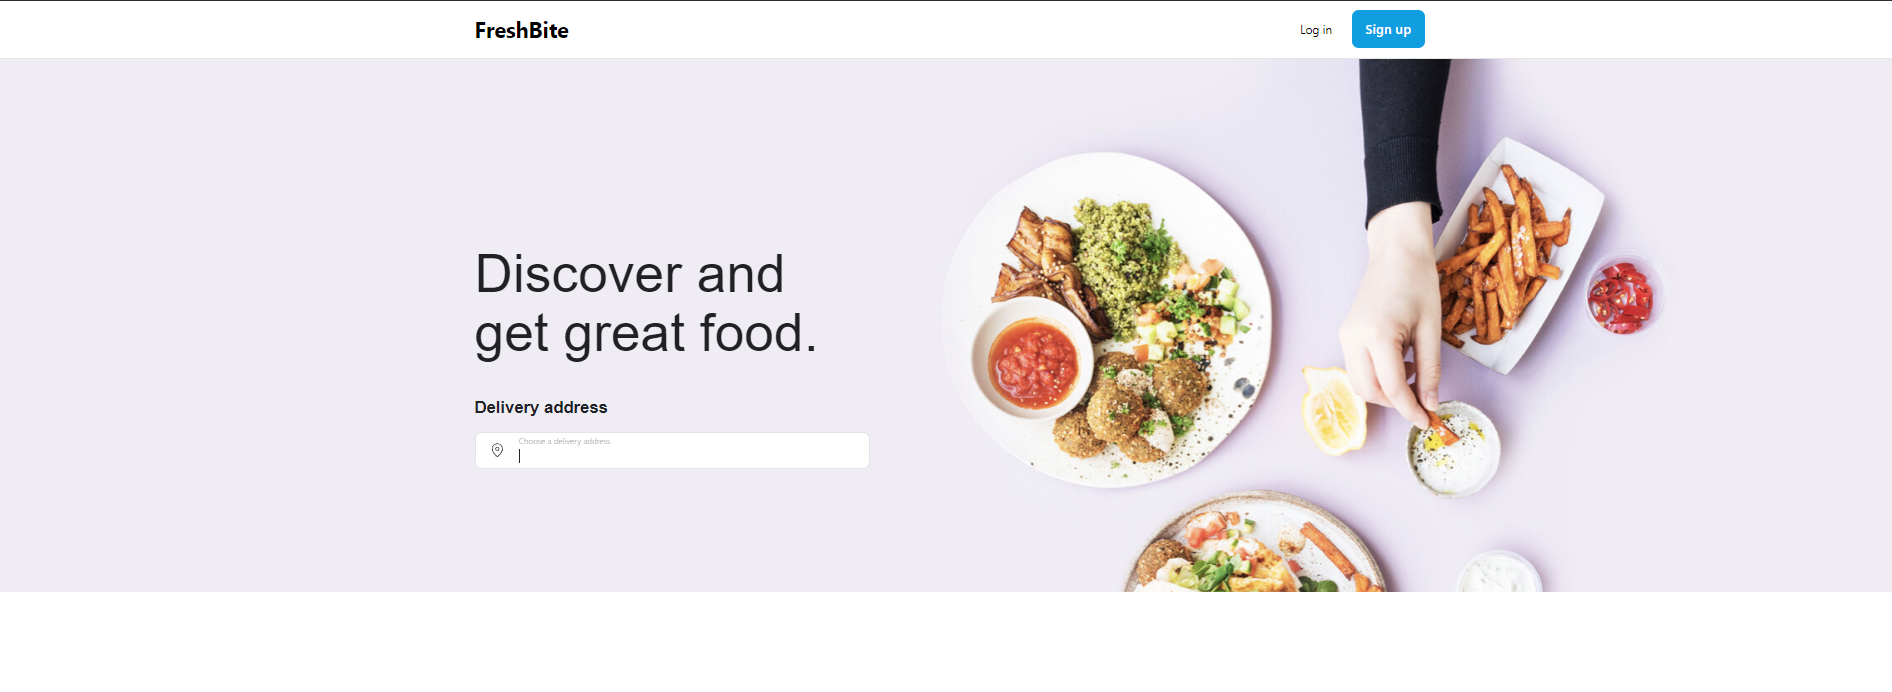 FreshBite
Log in
Sign up
Discover and
get great food.
Delivery address
Choose a delivery address